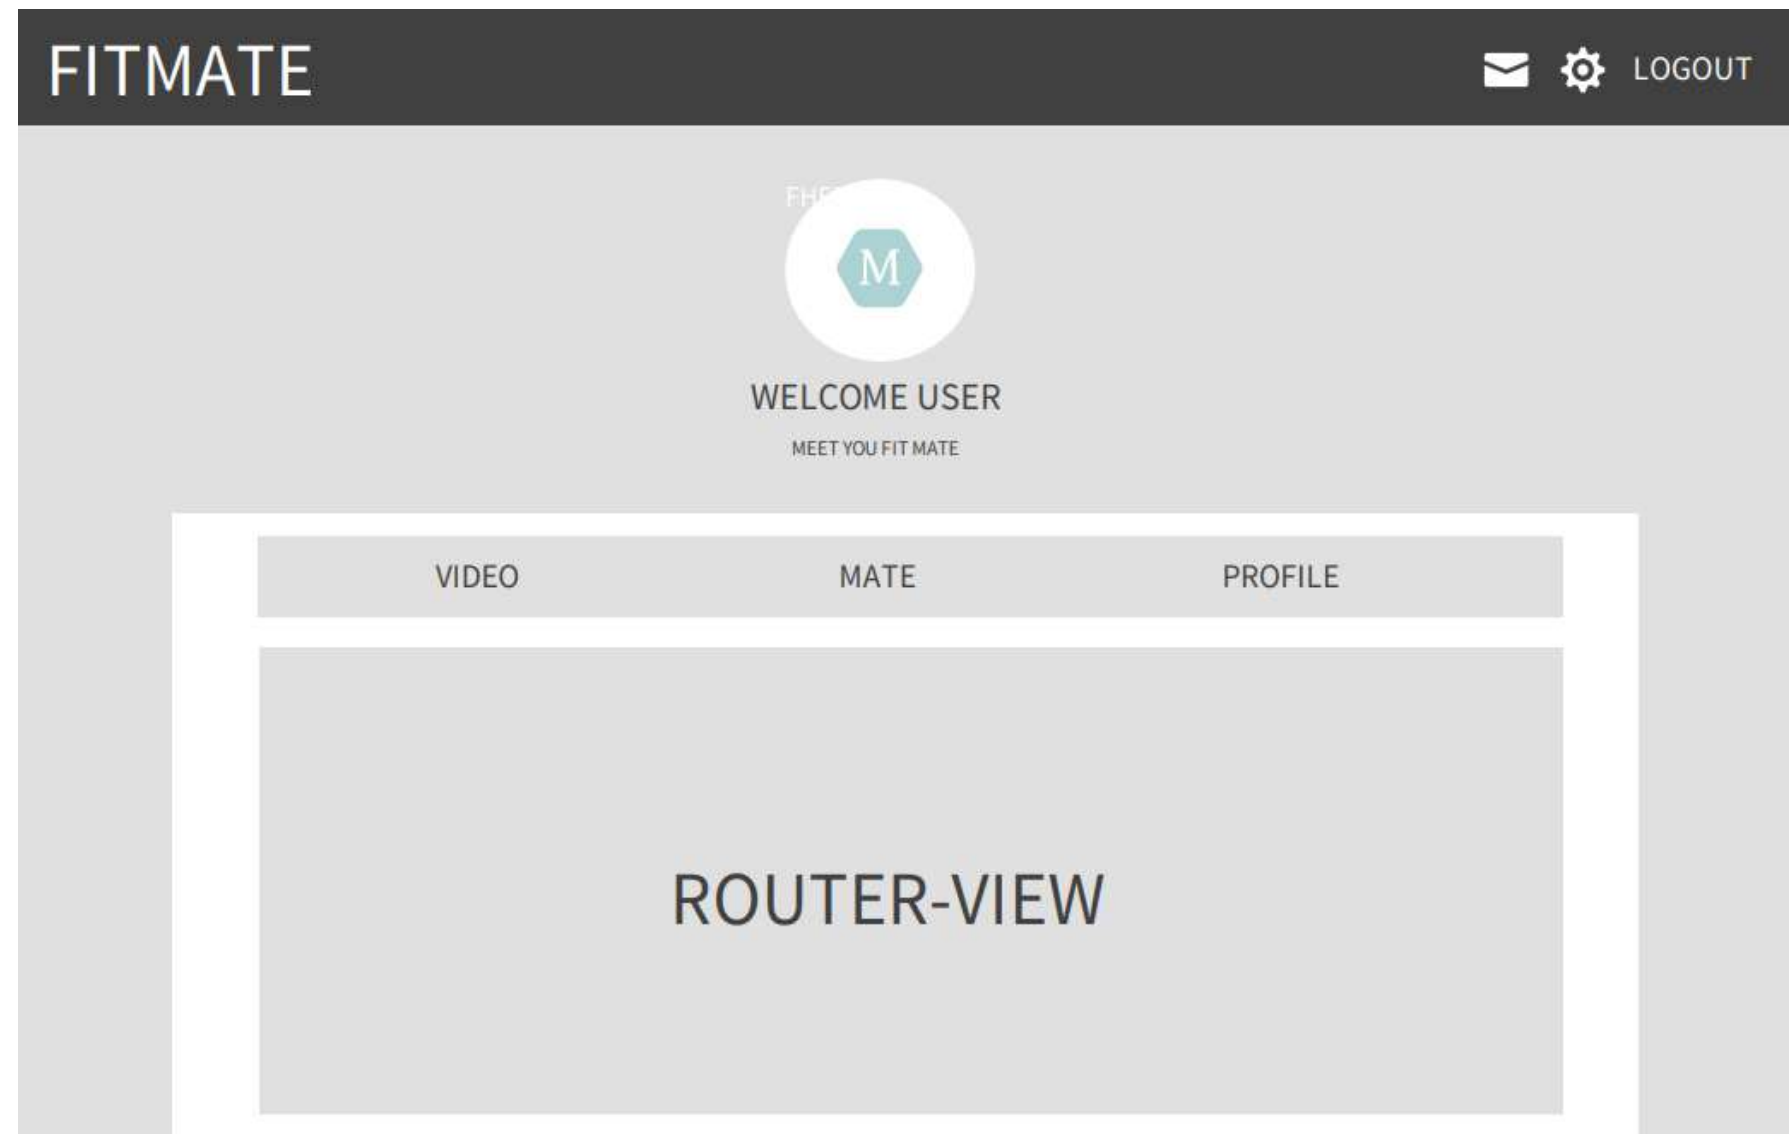 FITMATE
LOGOUT
M
WELCOME USER
MEET YOU FIT MATE
VIDEO MATE PROFILE
ROUTER-VIEW